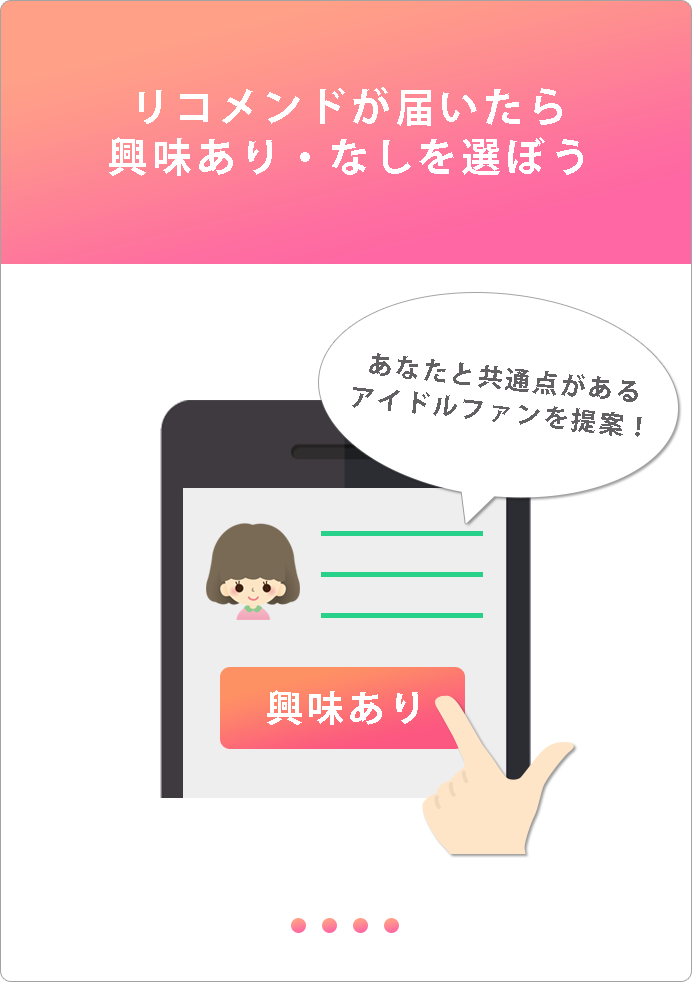 リコメンドが届いたら
興味あり・なしを選ぼう
あなたと共通点がある
アイドルファンを提案！
興味あり